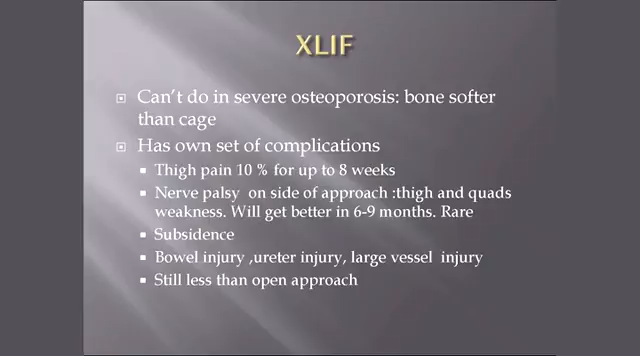 XLIF
Can't do in severe osteoporosis: bone softer
than cage
Has own set of complications
Thigh pain 10 % for up to 8 weeks
Nerve palsy on side of approach :thigh and quads
weakness. Will get better in 6-9 months. Rare
Subsidence
Bowel injury ,ureter injury, large vessel injury
Still less than open approach